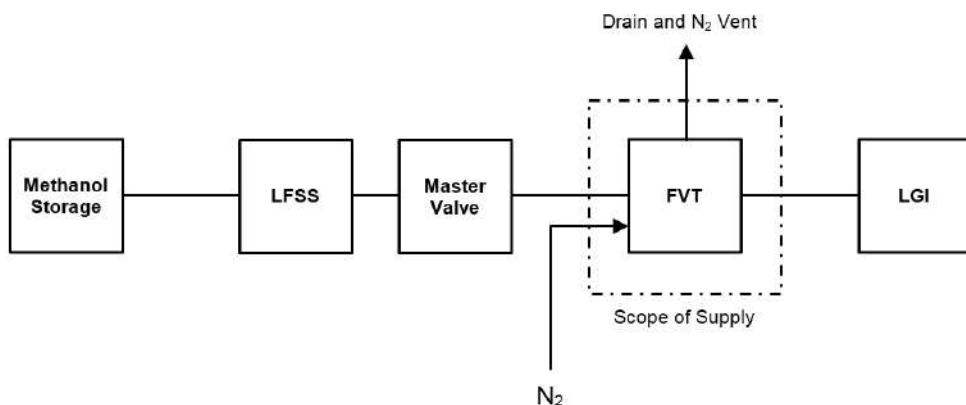 Drain and N₂ Vent
Methanol
Storage
LFSS
Master
Valve
FVT
LGI
Scope of Supply
N₂